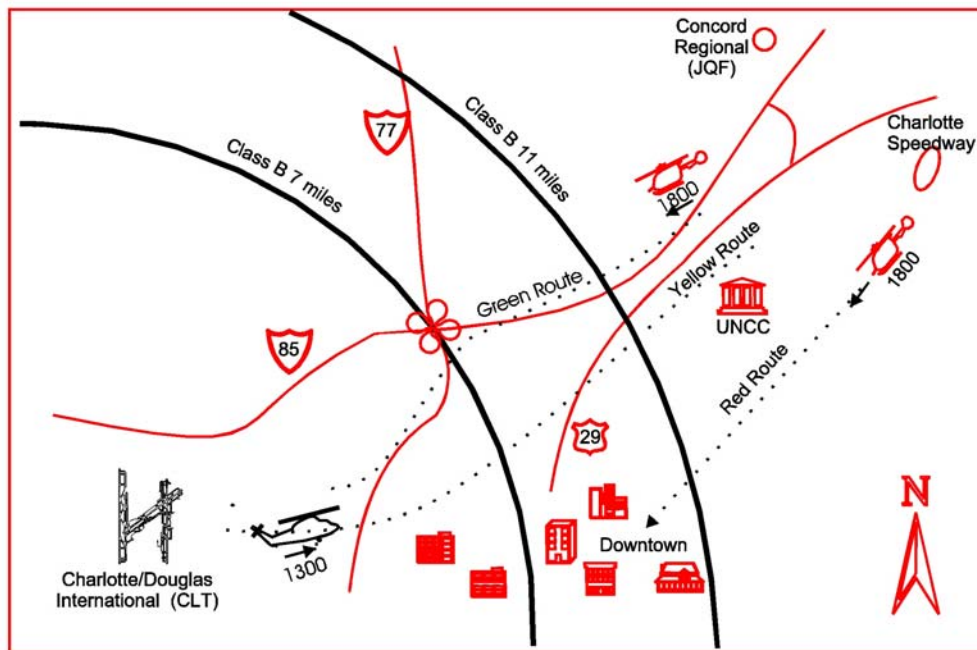 Concord
Regional
(JQF)
Class B 11 miles
77
Charlotte
Speedway
Class B 7 miles
1800
Yellow Route
1800
Green Route
UNCC
85
Red Route
29
N
Downtown
1300
Charlotte/Douglas
International (CLT)